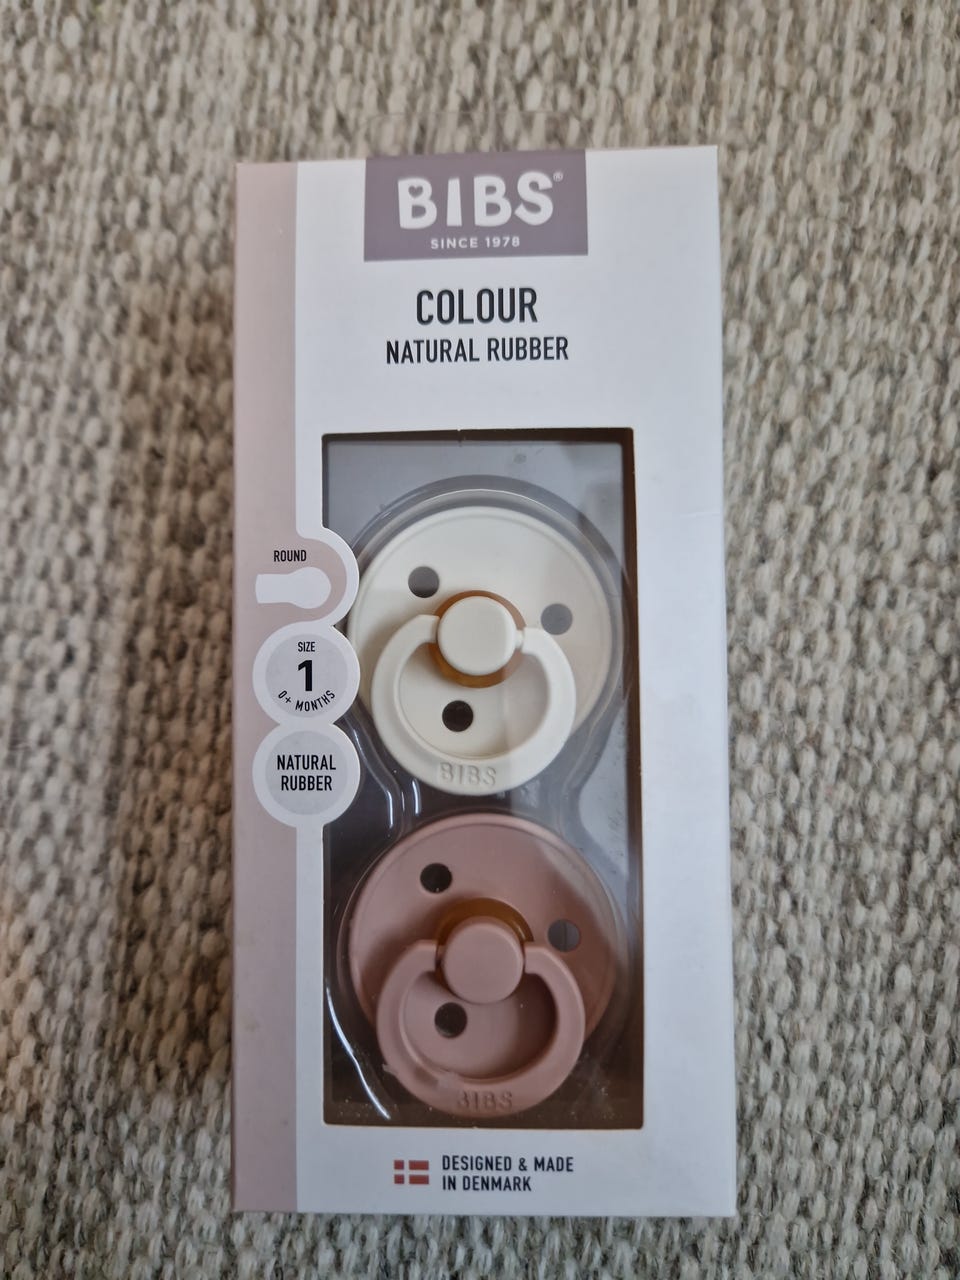 BIBS®
SINCE 1978
COLOUR
NATURAL RUBBER
ROUND
SIZE
1
0+ MONTHS
NATURAL
RUBBER
BIBS
BIBS
DESIGNED & MADE
IN DENMARK